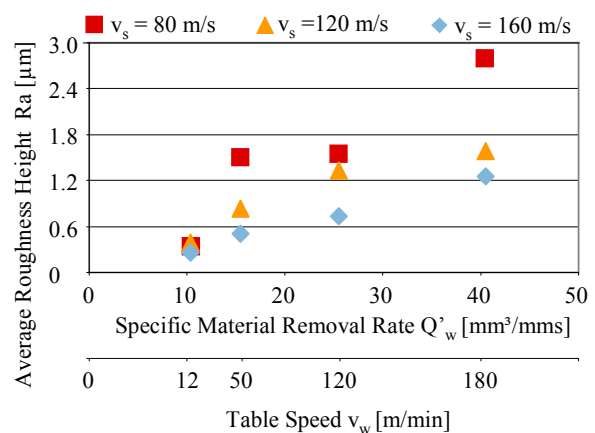 v_s = 80 m/s v_s =120 m/s v_s = 160 m/s
Average Roughness Height Ra [µm]
3.0
2.4
1.8
1.2
0.6
0
0 10 20 30 40 50
Specific Material Removal Rate Q'_w [mm³/mms]
0 12 50 120 180
Table Speed v_w [m/min]